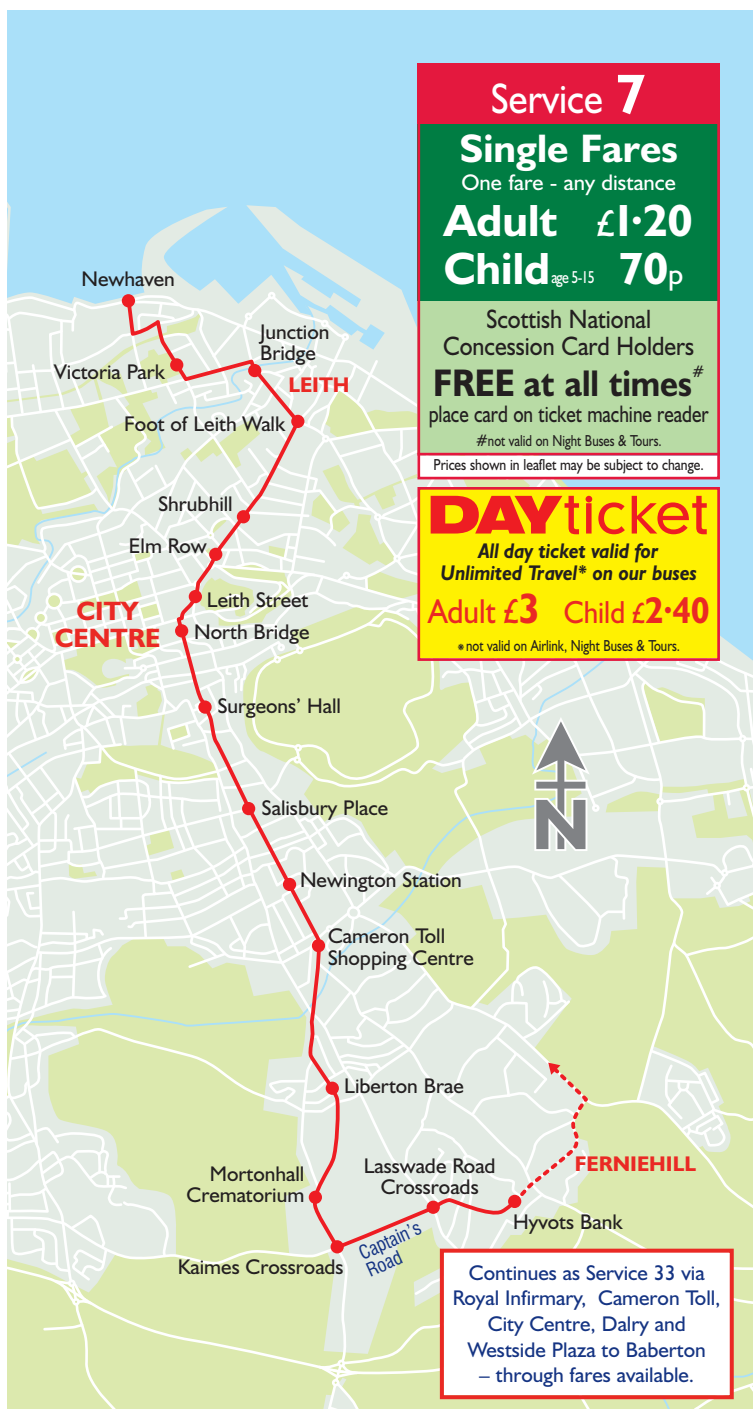 Service 7
Single Fares
One fare - any distance
Adult £1·20
Child age 5-15 70p
Scottish National
Concession Card Holders
FREE at all times#
place card on ticket machine reader
#not valid on Night Buses & Tours.
Prices shown in leaflet may be subject to change.
DAYticket
All day ticket valid for
Unlimited Travel* on our buses
Adult £3 Child £2·40
*not valid on Airlink, Night Buses & Tours.
Newhaven
Junction
Bridge
Victoria Park
LEITH
Foot of Leith Walk
Shrubhill
Elm Row
Leith Street
CITY
CENTRE
North Bridge
Surgeons' Hall
N
Salisbury Place
Newington Station
Cameron Toll
Shopping Centre
Liberton Brae
FERNIEHILL
Mortonhall
Crematorium
Lasswade Road
Crossroads
Hyvots Bank
Captain's
Road
Kaimes Crossroads
Continues as Service 33 via
Royal Infirmary, Cameron Toll,
City Centre, Dalry and
Westside Plaza to Baberton
– through fares available.